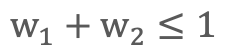 w₁ + w₂ ≤ 1